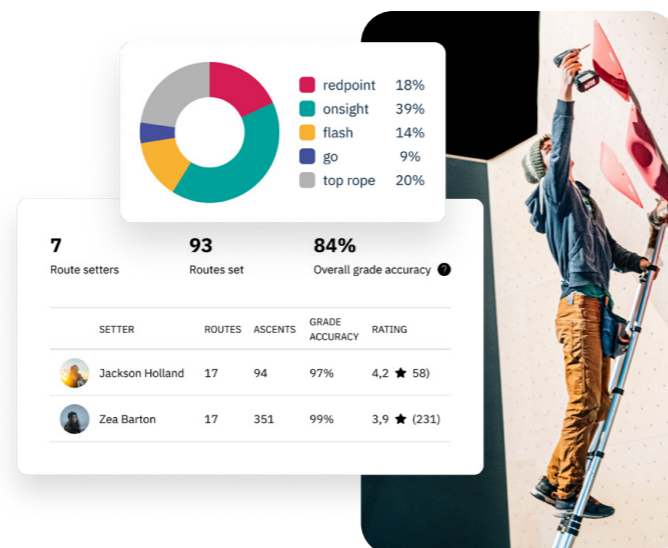 redpoint 18%
onsight 39%
flash 14%
go 9%
top rope 20%
7 93 84%
Route setters Routes set Overall grade accuracy ?
SETTER ROUTES ASCENTS GRADE ACCURACY RATING
Jackson Holland 17 94 97% 4,2 ★ 58)
Zea Barton 17 351 99% 3,9 ★ (231)